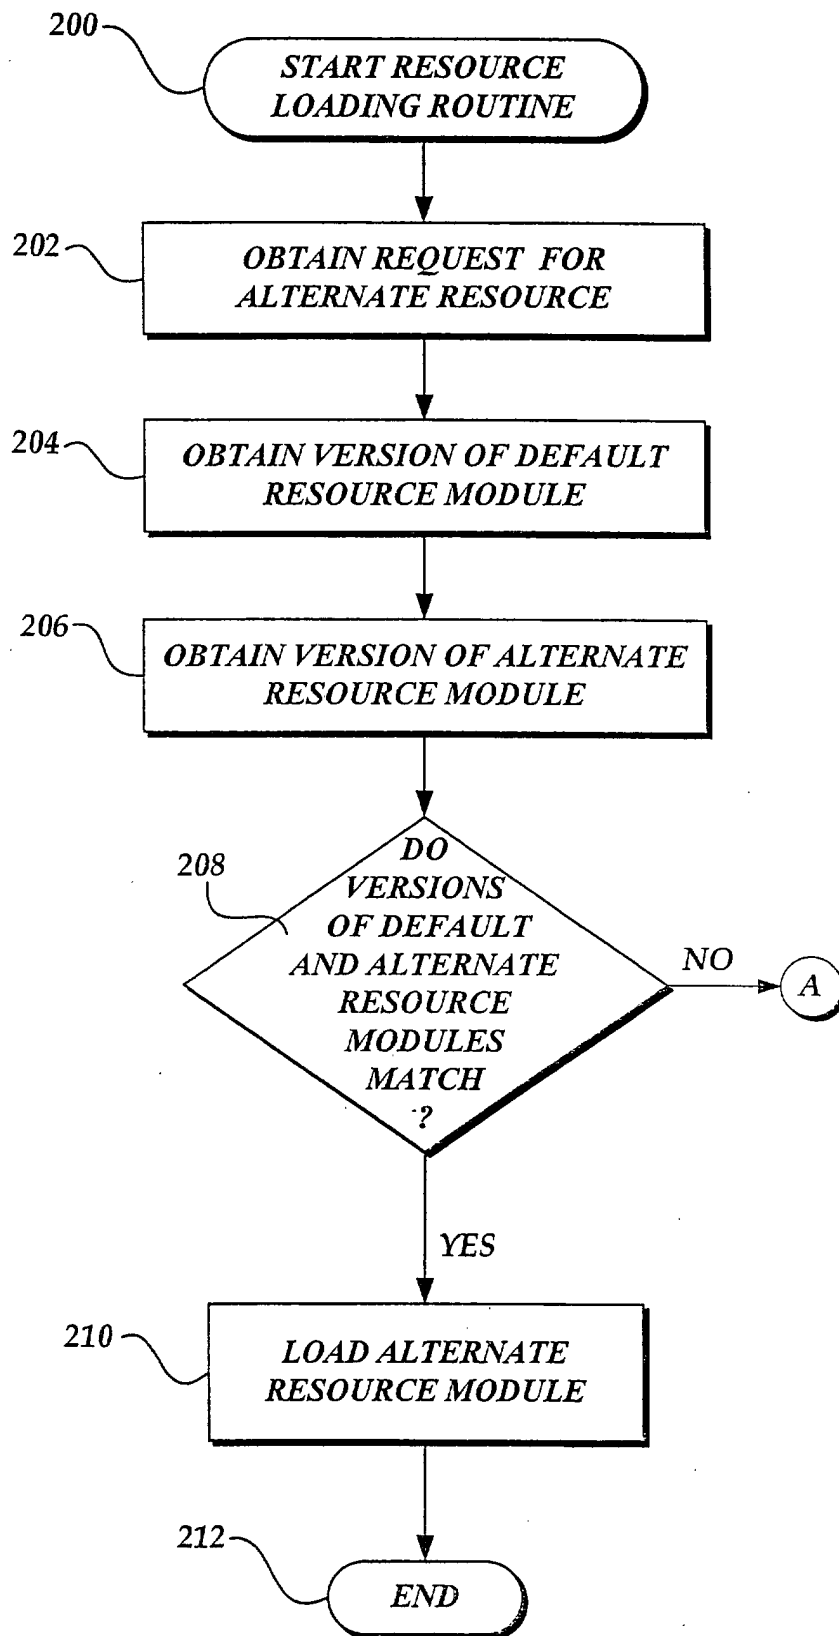 200
START RESOURCE
LOADING ROUTINE
202
OBTAIN REQUEST FOR
ALTERNATE RESOURCE
204
OBTAIN VERSION OF DEFAULT
RESOURCE MODULE
206
OBTAIN VERSION OF ALTERNATE
RESOURCE MODULE
208
DO
VERSIONS
OF DEFAULT
AND ALTERNATE
RESOURCE
MODULES
MATCH
?
NO
A
YES
210
LOAD ALTERNATE
RESOURCE MODULE
212
END